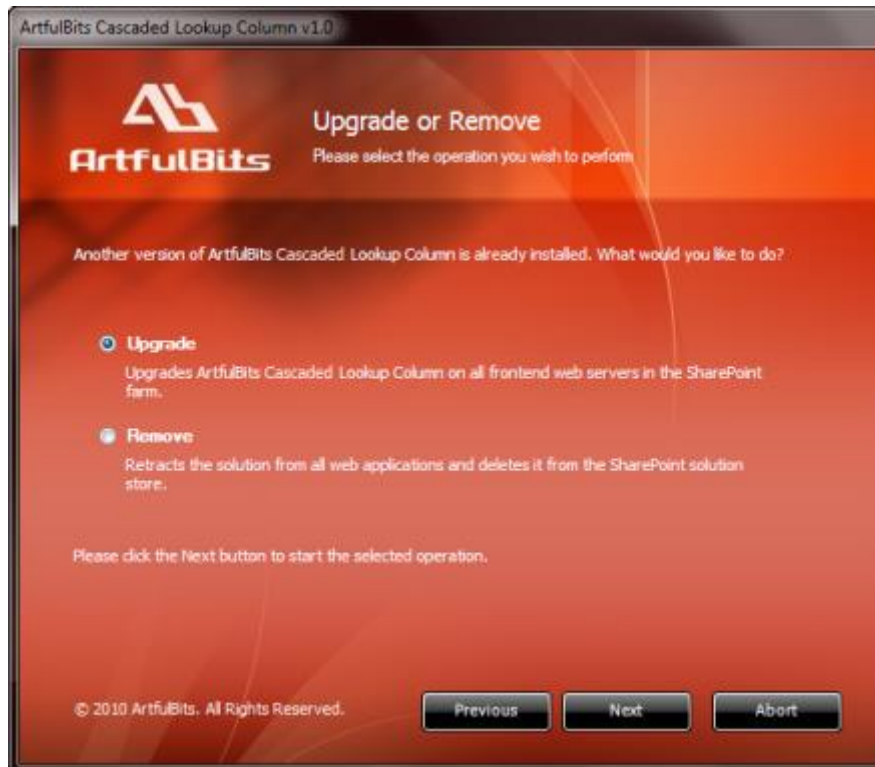 ArtfulBits Cascaded Lookup Column v1.0
ArtfulBits
Upgrade or Remove
Please select the operation you wish to perform
Another version of ArtfulBits Cascaded Lookup Column is already installed. What would you like to do?
Upgrade
Upgrades ArtfulBits Cascaded Lookup Column on all frontend web servers in the SharePoint
farm.
Remove
Retracts the solution from all web applications and deletes it from the SharePoint solution
store.
Please click the Next button to start the selected operation.
© 2010 ArtfulBits. All Rights Reserved.
Previous
Next
Abort